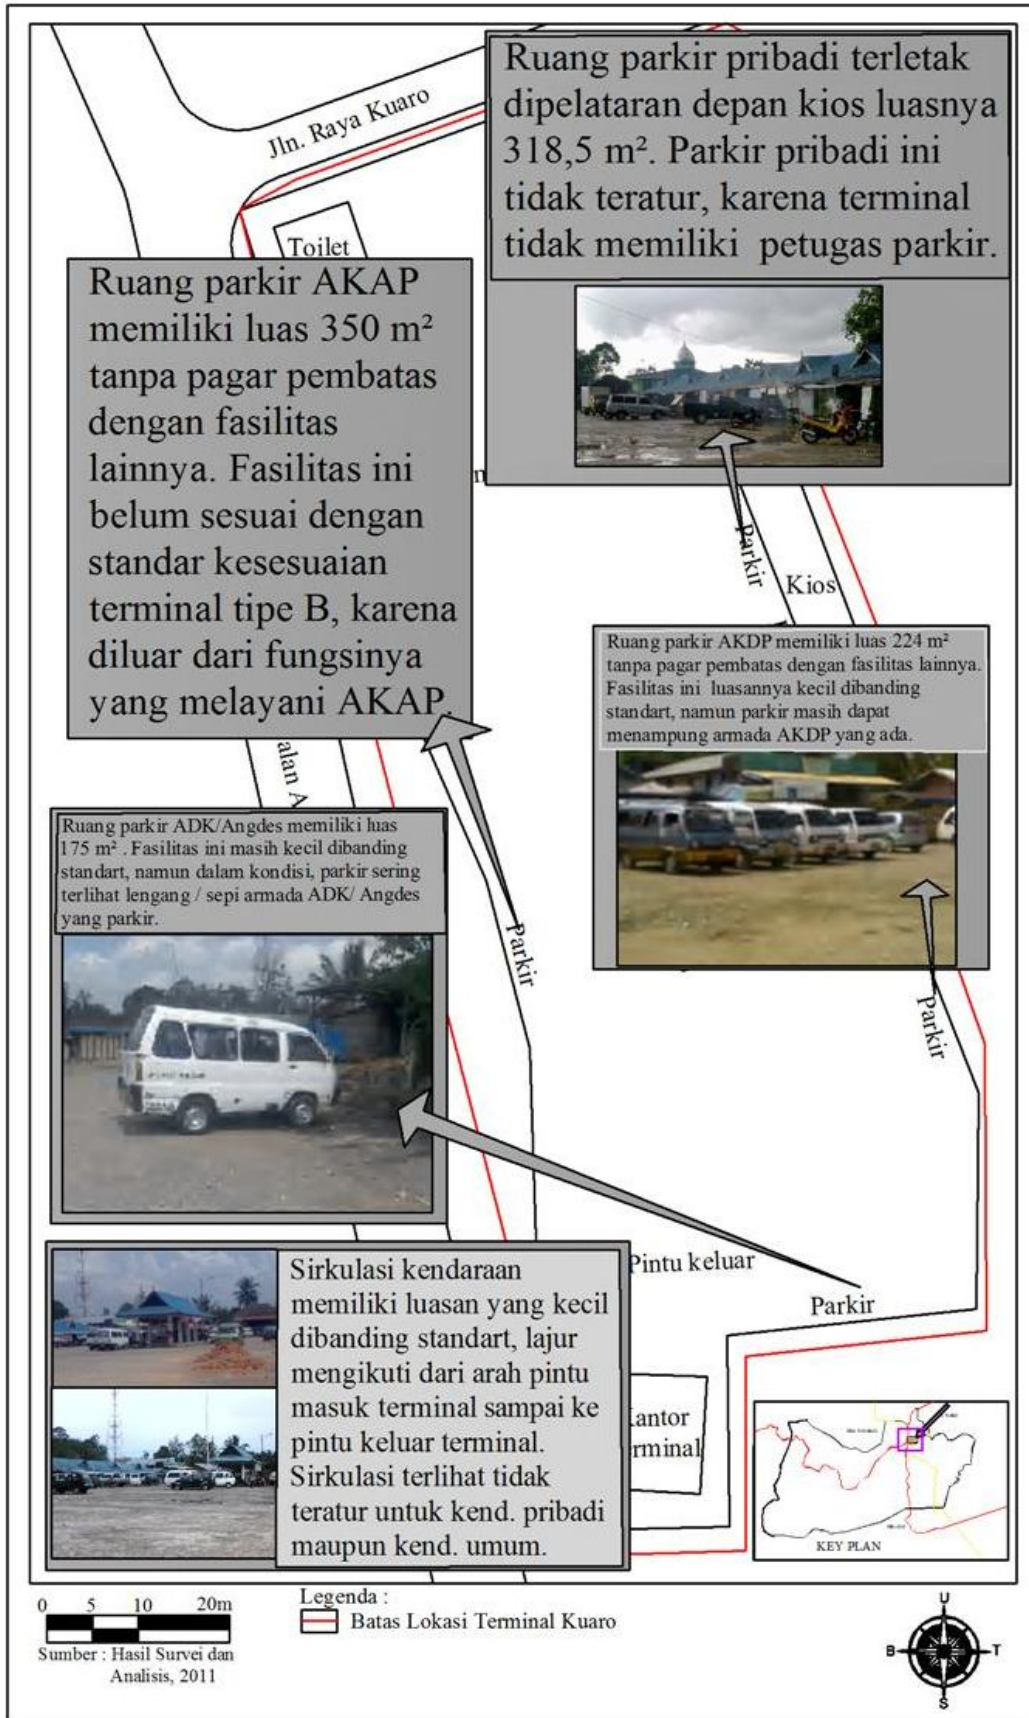 Jln. Raya Kuaro
Toilet
Ruang parkir pribadi terletak
dipelataran depan kios luasnya
318,5 m². Parkir pribadi ini
tidak teratur, karena terminal
tidak memiliki petugas parkir.
Ruang parkir AKAP
memiliki luas 350 m²
tanpa pagar pembatas
dengan fasilitas
lainnya. Fasilitas ini
belum sesuai dengan
standar kesesuaian
terminal tipe B, karena
diluar dari fungsinya
yang melayani AKAP.
Parkir
Kios
Ruang parkir AKDP memiliki luas 224 m²
tanpa pagar pembatas dengan fasilitas lainnya.
Fasilitas ini luasannya kecil dibanding
standart, namun parkir masih dapat
menampung armada AKDP yang ada.
alan A
Ruang parkir ADK/Angdes memiliki luas
175 m² . Fasilitas ini masih kecil dibanding
standart, namun dalam kondisi, parkir sering
terlihat lengang / sepi armada ADK/ Angdes
yang parkir.
Parkir
Parkir
Pintu keluar
Parkir
Sirkulasi kendaraan
memiliki luasan yang kecil
dibanding standart, lajur
mengikuti dari arah pintu
masuk terminal sampai ke
pintu keluar terminal.
Sirkulasi terlihat tidak
teratur untuk kend. pribadi
maupun kend. umum.
Kantor
erminal
KEY PLAN
0 5 10 20m
Sumber : Hasil Survei dan
Analisis, 2011
Legenda :
Batas Lokasi Terminal Kuaro
U
B
T
S